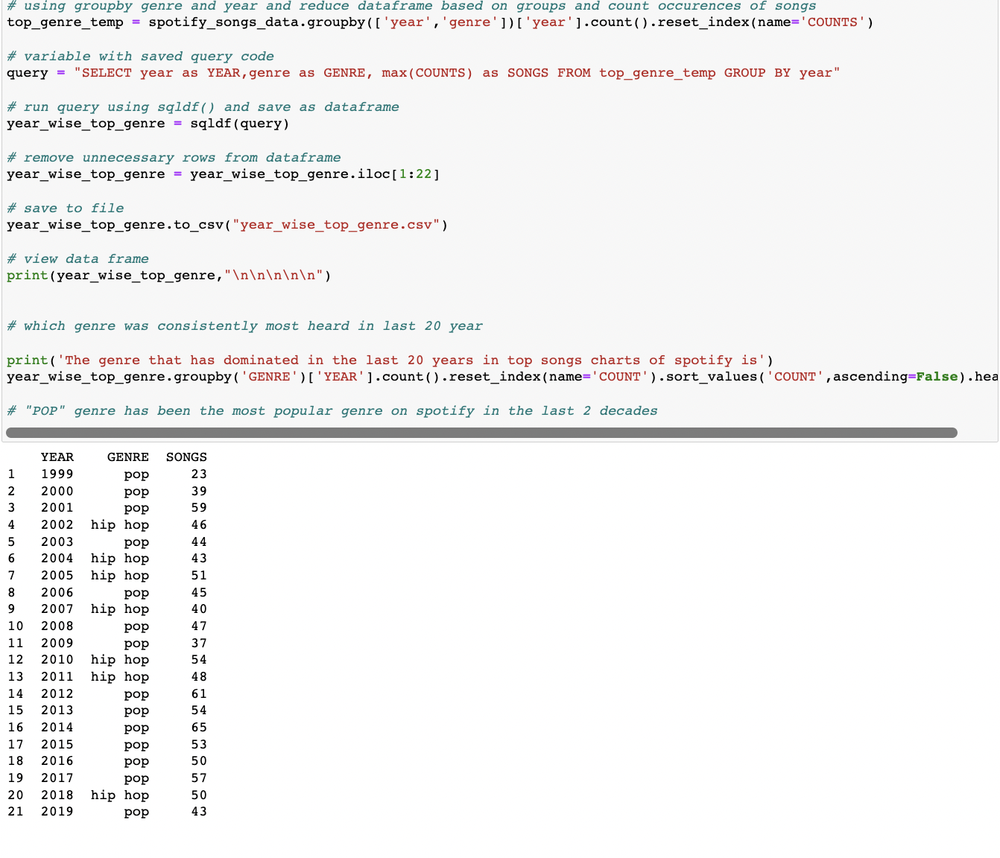 # using groupby genre and year and reduce dataframe based on groups and count occurences of songs
top_genre_temp = spotify_songs_data.groupby(['year','genre'])['year'].count().reset_index(name='COUNTS')
# variable with saved query code
query = "SELECT year as YEAR,genre as GENRE, max(COUNTS) as SONGS FROM top_genre_temp GROUP BY year"
# run query using sqldf() and save as dataframe
year_wise_top_genre = sqldf(query)
# remove unnecessary rows from dataframe
year_wise_top_genre = year_wise_top_genre.iloc[1:22]
# save to file
year_wise_top_genre.to_csv("year_wise_top_genre.csv")
# view data frame
print(year_wise_top_genre,"\n\n\n\n\n")
# which genre was consistently most heard in last 20 year
print('The genre that has dominated in the last 20 years in top songs charts of spotify is')
year_wise_top_genre.groupby('GENRE')['YEAR'].count().reset_index(name='COUNT').sort_values('COUNT',ascending=False).hea
# "POP" genre has been the most popular genre on spotify in the last 2 decades
YEAR GENRE SONGS
1 1999 pop 23
2 2000 pop 39
3 2001 pop 59
4 2002 hip hop 46
5 2003 pop 44
6 2004 hip hop 43
7 2005 hip hop 51
8 2006 pop 45
9 2007 hip hop 40
10 2008 pop 47
11 2009 pop 37
12 2010 hip hop 54
13 2011 hip hop 48
14 2012 pop 61
15 2013 pop 54
16 2014 pop 65
17 2015 pop 53
18 2016 pop 50
19 2017 pop 57
20 2018 hip hop 50
21 2019 pop 43